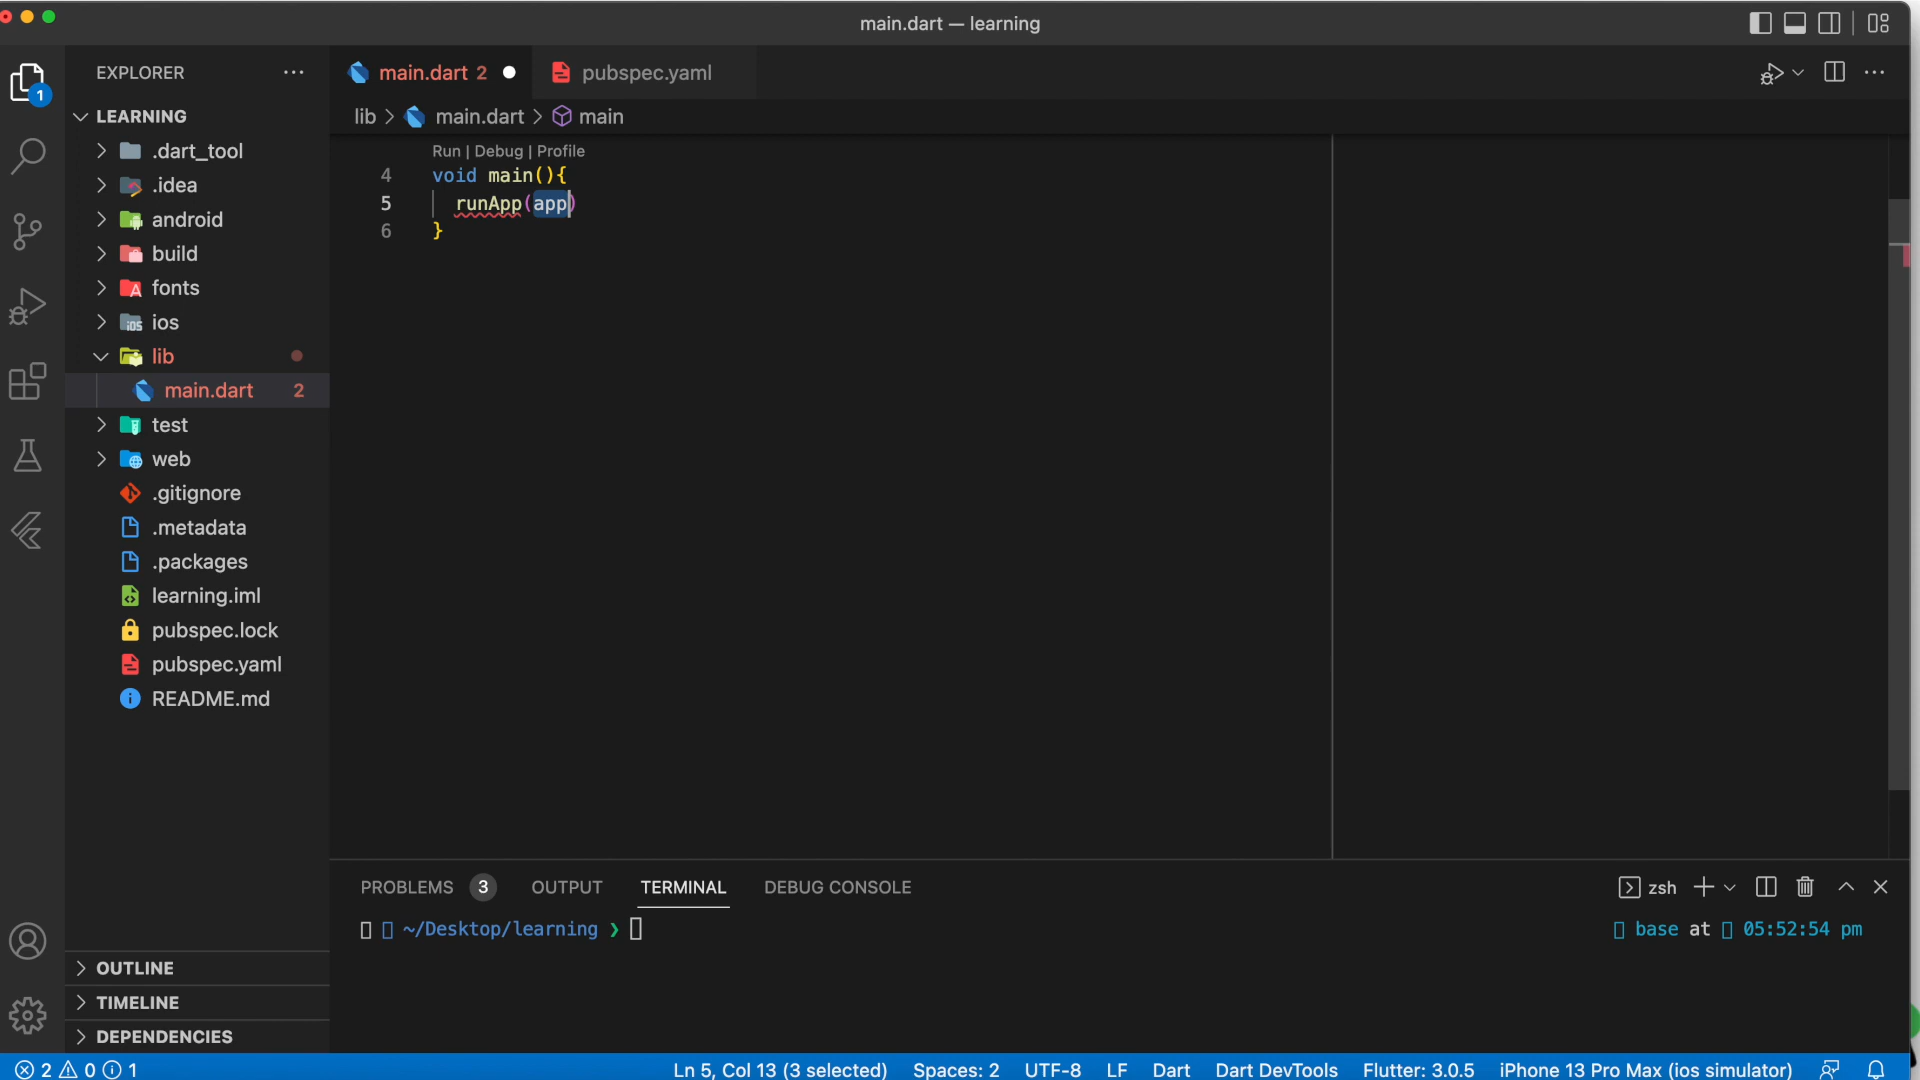 main.dart — learning
EXPLORER
1
LEARNING
.dart_tool
.idea
android
build
fonts
ios
lib
main.dart 2
test
web
.gitignore
.metadata
.packages
learning.iml
pubspec.lock
pubspec.yaml
README.md
OUTLINE
TIMELINE
DEPENDENCIES
main.dart 2
pubspec.yaml
lib > main.dart > main
Run | Debug | Profile
4 void main(){
5 runApp(app)
6 }
PROBLEMS 3 OUTPUT TERMINAL DEBUG CONSOLE
zsh
~/Desktop/learning ❯
base at 05:52:54 pm
2 0 1
Ln 5, Col 13 (3 selected) Spaces: 2 UTF-8 LF Dart Dart DevTools Flutter: 3.0.5 iPhone 13 Pro Max (ios simulator)